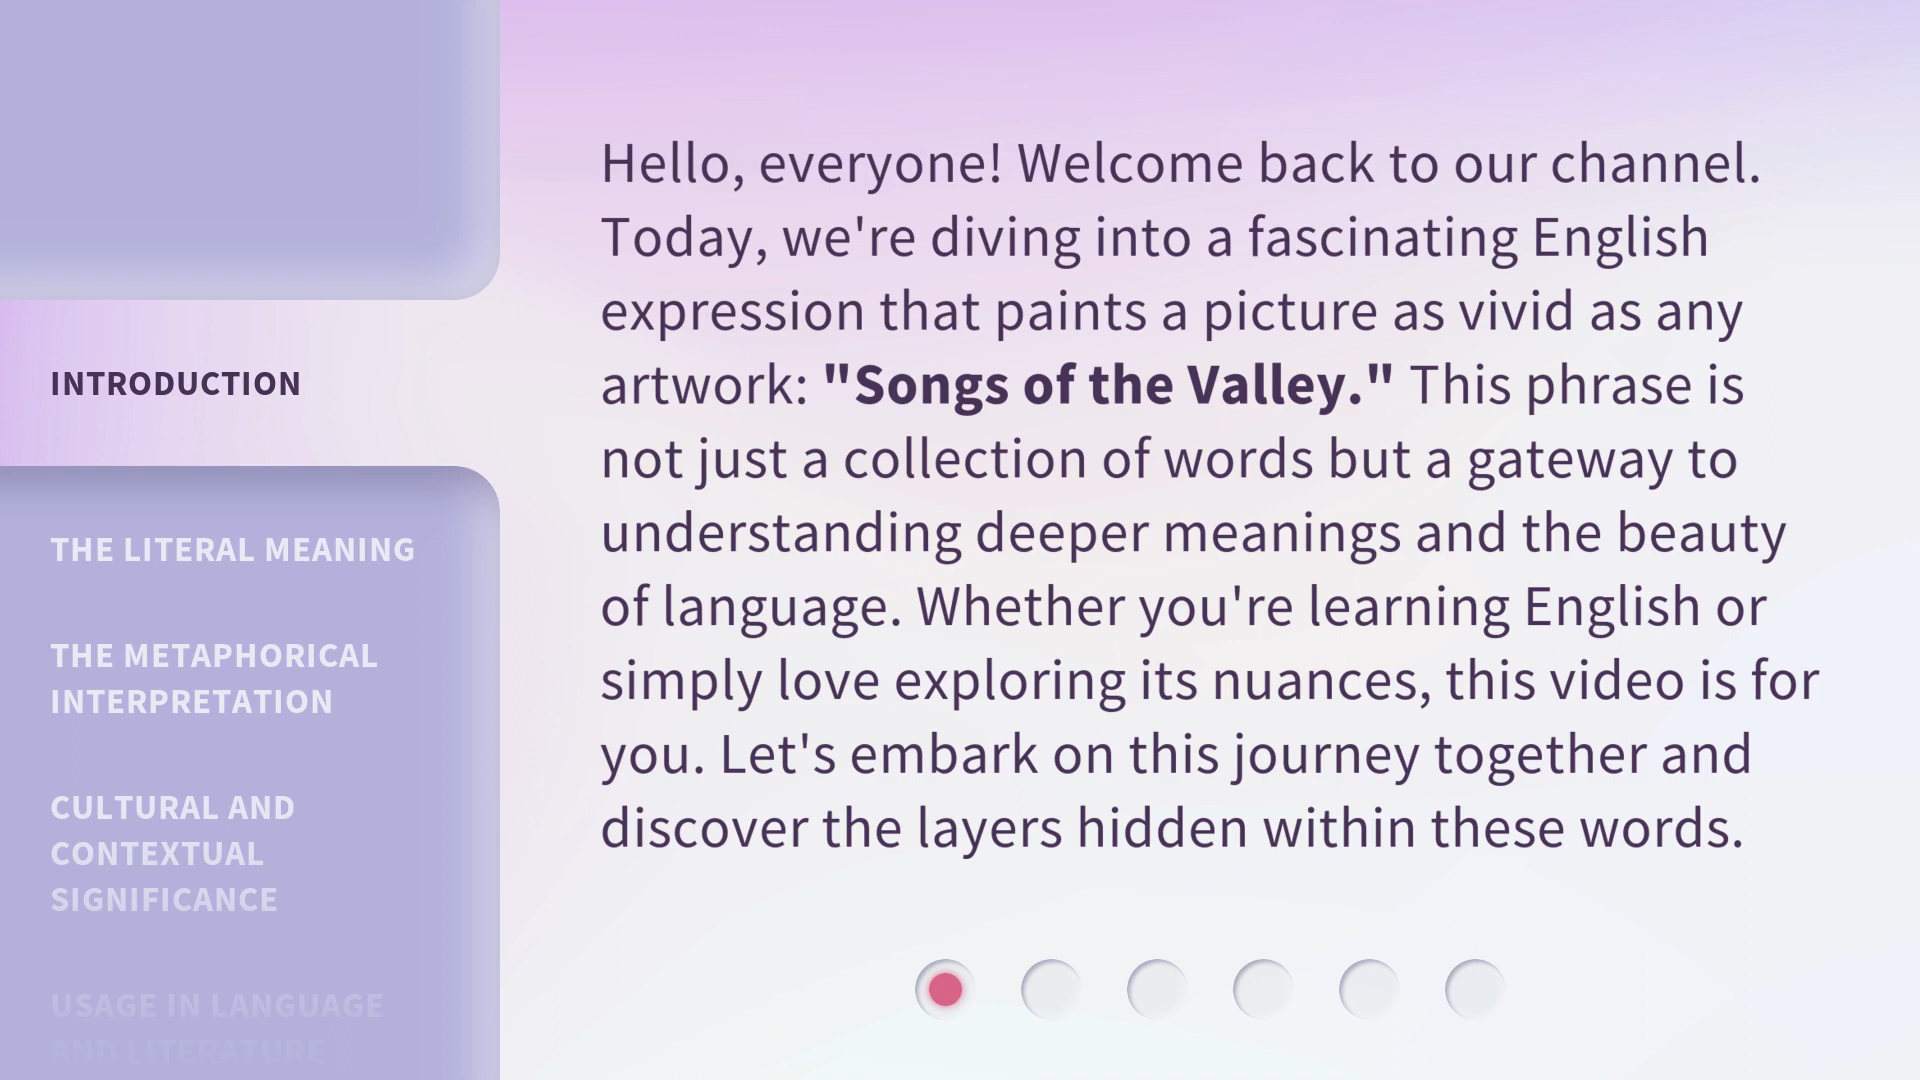 INTRODUCTION
THE LITERAL MEANING
THE METAPHORICAL
INTERPRETATION
CULTURAL AND
CONTEXTUAL
SIGNIFICANCE
USAGE IN LANGUAGE
AND LITERATURE
Hello, everyone! Welcome back to our channel.
Today, we're diving into a fascinating English
expression that paints a picture as vivid as any
artwork: "Songs of the Valley." This phrase is
not just a collection of words but a gateway to
understanding deeper meanings and the beauty
of language. Whether you're learning English or
simply love exploring its nuances, this video is for
you. Let's embark on this journey together and
discover the layers hidden within these words.